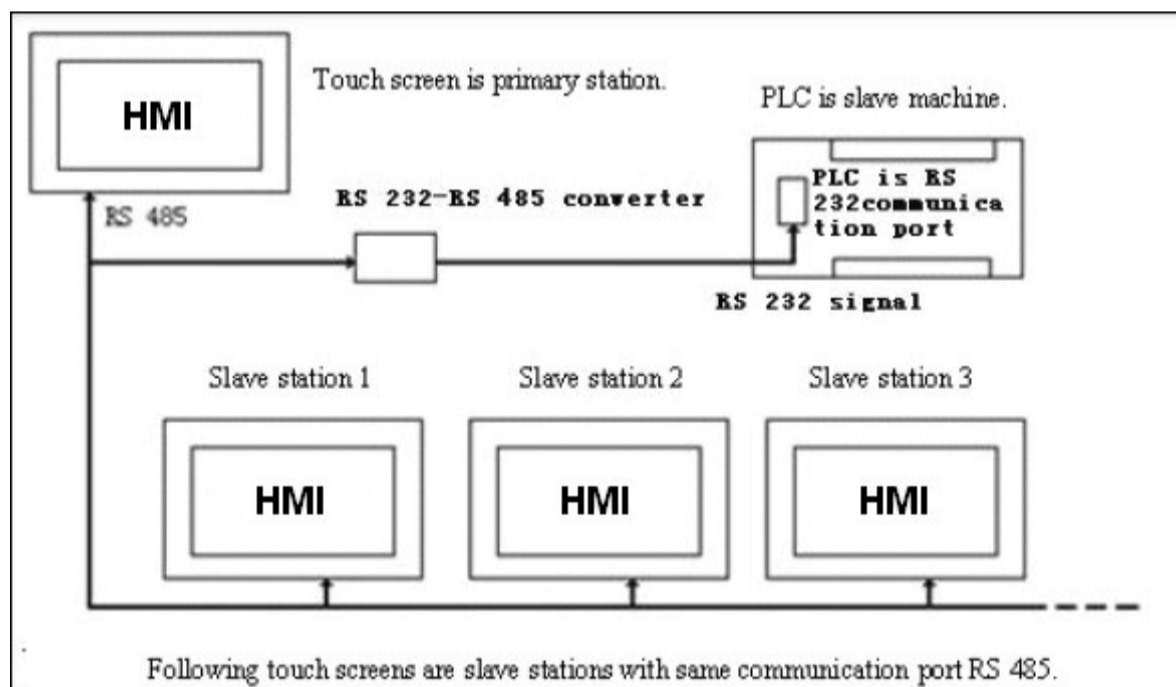 HMI
Touch screen is primary station.
PLC is slave machine.
RS 485
RS 232-RS 485 converter
PLC is RS
232communica
tion port
RS 232 signal
Slave station 1
Slave station 2
Slave station 3
HMI
HMI
HMI
Following touch screens are slave stations with same communication port RS 485.